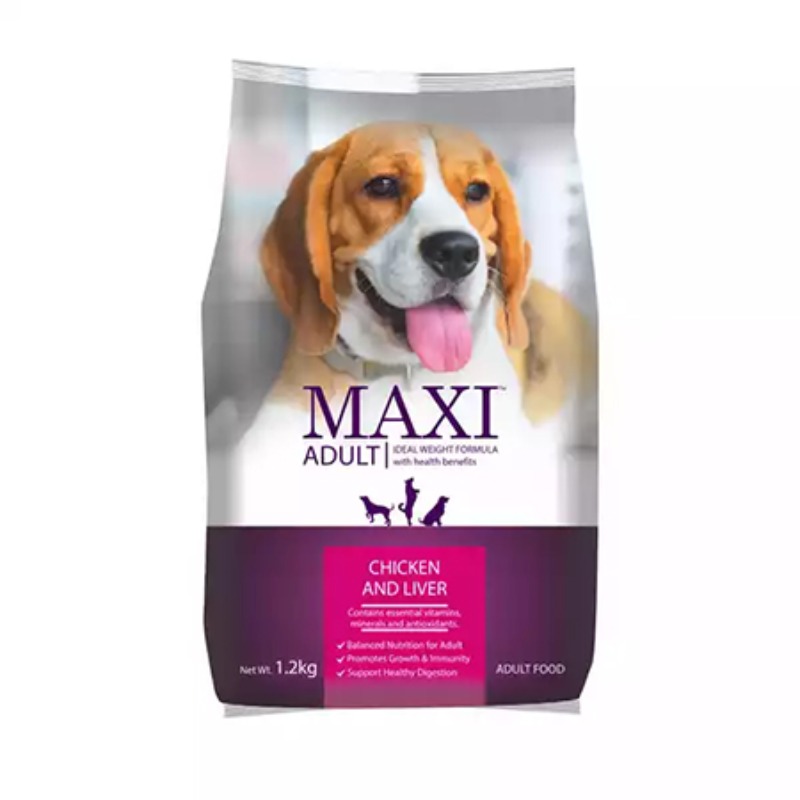 MAXI™
ADULT | IDEAL WEIGHT FORMULA
with health benefits
CHICKEN
AND LIVER
Contains essential vitamins,
minerals and antioxidants.
✓ Balanced Nutrition for Adult
✓ Promotes Growth & Immunity
✓ Support Healthy Digestion
Net Wt. 1.2kg
ADULT FOOD